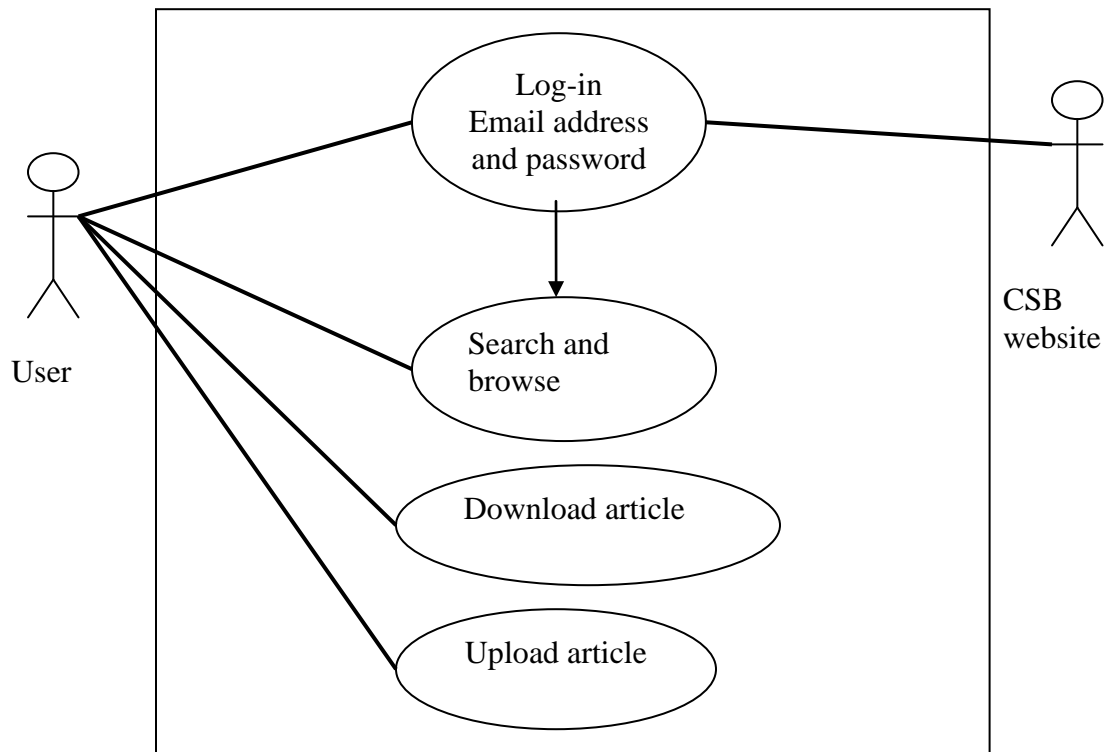 Log-in
Email address
and password
User
Search and
browse
CSB
website
Download article
Upload article